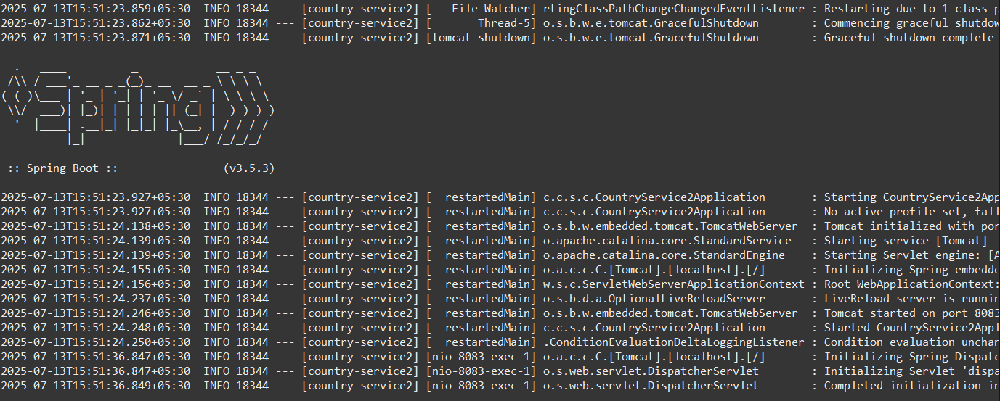 2025-07-13T15:51:23.859+05:30  INFO 18344 --- [country-service2] [   File Watcher] rtingClassPathChangeChangedEventListener : Restarting due to 1 class p
2025-07-13T15:51:23.862+05:30  INFO 18344 --- [country-service2] [       Thread-5] o.s.b.w.e.tomcat.GracefulShutdown        : Commencing graceful shutdow
2025-07-13T15:51:23.871+05:30  INFO 18344 --- [country-service2] [tomcat-shutdown] o.s.b.w.e.tomcat.GracefulShutdown        : Graceful shutdown complete
Spring
 :: Spring Boot ::                (v3.5.3)
2025-07-13T15:51:23.927+05:30  INFO 18344 --- [country-service2] [  restartedMain] c.c.s.c.CountryService2Application       : Starting CountryService2App
2025-07-13T15:51:23.927+05:30  INFO 18344 --- [country-service2] [  restartedMain] c.c.s.c.CountryService2Application       : No active profile set, fall
2025-07-13T15:51:24.138+05:30  INFO 18344 --- [country-service2] [  restartedMain] o.s.b.w.embedded.tomcat.TomcatWebServer  : Tomcat initialized with por
2025-07-13T15:51:24.139+05:30  INFO 18344 --- [country-service2] [  restartedMain] o.apache.catalina.core.StandardService   : Starting service [Tomcat]
2025-07-13T15:51:24.139+05:30  INFO 18344 --- [country-service2] [  restartedMain] o.apache.catalina.core.StandardEngine    : Starting Servlet engine: [A
2025-07-13T15:51:24.155+05:30  INFO 18344 --- [country-service2] [  restartedMain] o.a.c.c.C.[Tomcat].[localhost].[/]       : Initializing Spring embedde
2025-07-13T15:51:24.156+05:30  INFO 18344 --- [country-service2] [  restartedMain] w.s.c.ServletWebServerApplicationContext : Root WebApplicationContext:
2025-07-13T15:51:24.237+05:30  INFO 18344 --- [country-service2] [  restartedMain] o.s.b.d.a.OptionalLiveReloadServer       : LiveReload server is runnin
2025-07-13T15:51:24.246+05:30  INFO 18344 --- [country-service2] [  restartedMain] o.s.b.w.embedded.tomcat.TomcatWebServer  : Tomcat started on port 8083
2025-07-13T15:51:24.248+05:30  INFO 18344 --- [country-service2] [  restartedMain] c.c.s.c.CountryService2Application       : Started CountryService2Appl
2025-07-13T15:51:24.250+05:30  INFO 18344 --- [country-service2] [  restartedMain] .ConditionEvaluationDeltaLoggingListener : Condition evaluation unchan
2025-07-13T15:51:36.847+05:30  INFO 18344 --- [country-service2] [nio-8083-exec-1] o.a.c.c.C.[Tomcat].[localhost].[/]       : Initializing Spring Dispatc
2025-07-13T15:51:36.847+05:30  INFO 18344 --- [country-service2] [nio-8083-exec-1] o.s.web.servlet.DispatcherServlet        : Initializing Servlet 'dispa
2025-07-13T15:51:36.849+05:30  INFO 18344 --- [country-service2] [nio-8083-exec-1] o.s.web.servlet.DispatcherServlet        : Completed initialization in